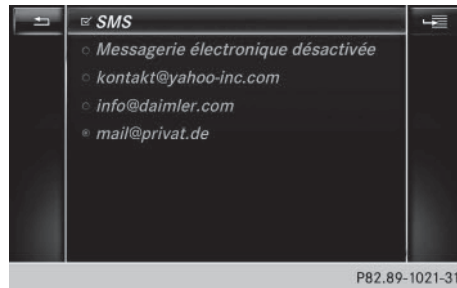 SMS
Messagerie électronique désactivée
kontakt@yahoo-inc.com
info@daimler.com
mail@privat.de
P82.89-1021-31